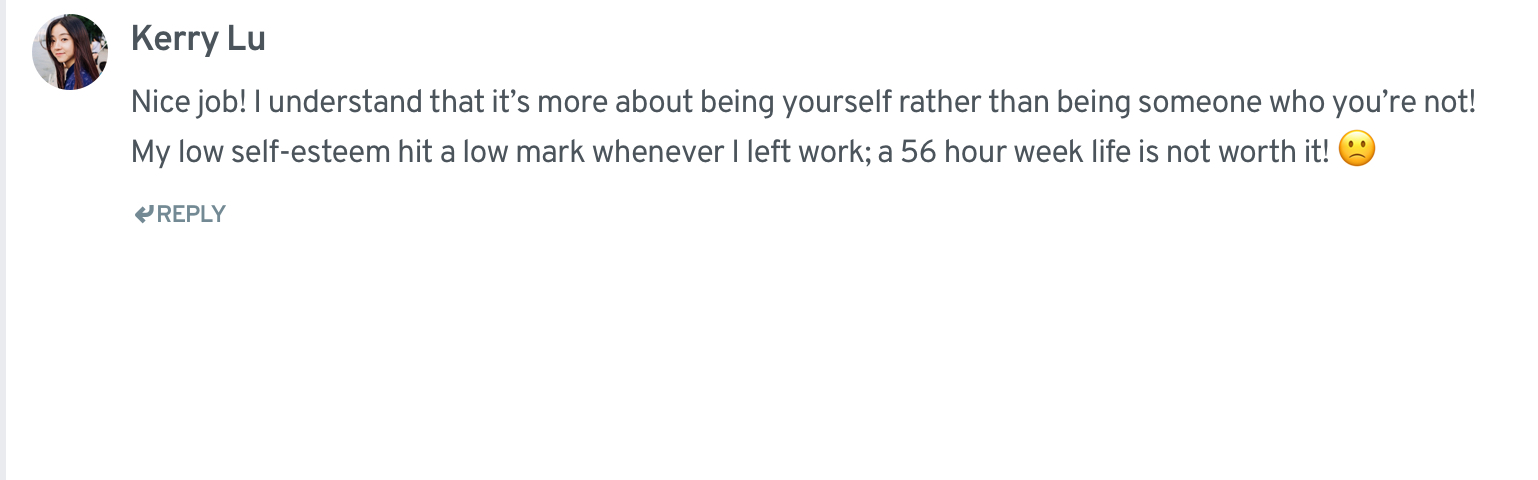 Kerry Lu
Nice job! I understand that it’s more about being yourself rather than being someone who you’re not!
My low self-esteem hit a low mark whenever I left work; a 56 hour week life is not worth it! 🙁
REPLY